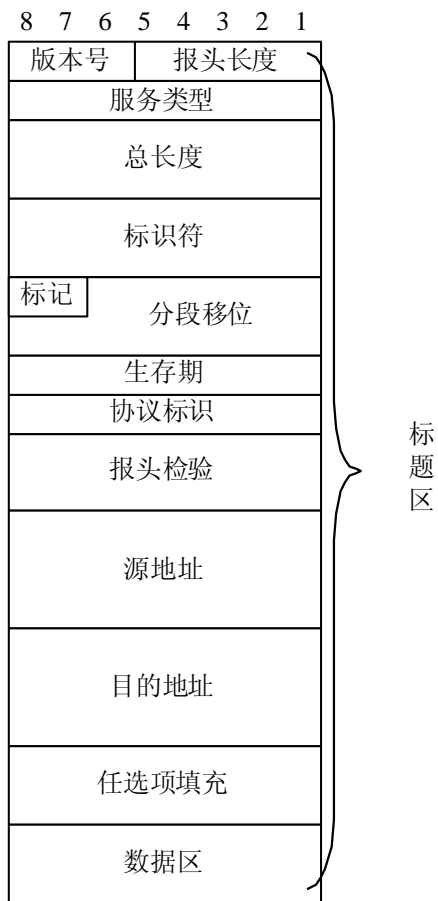 8 7 6 5 4 3 2 1
版本号 报头长度
服务类型
总长度
标识符
标记
分段移位
生存期
协议标识
报头检验
源地址
目的地址
任选项填充
数据区
标
题
区